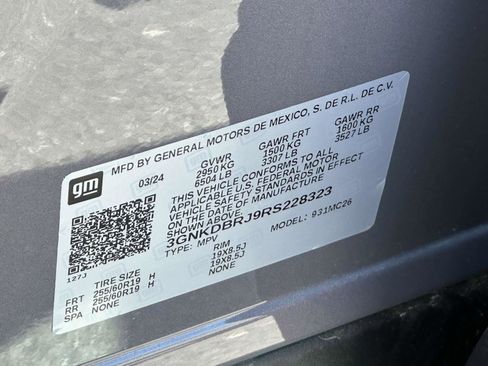 gm
MFD BY GENERAL MOTORS DE MEXICO, S. DE R.L. DE C.V.
03/24 GVWR GAWR FRT GAWR RR
2950 KG 1500 KG 1600 KG
6504 LB 3307 LB 3527 LB
THIS VEHICLE CONFORMS TO ALL
APPLICABLE U.S. FEDERAL MOTOR
VEHICLE SAFETY STANDARDS IN EFFECT
ON THE DATE OF MANUFACTURE
3GNKDBRJ9RS228323
TYPE: MPV MODEL: 931MC26
127J
TIRE SIZE RIM
FRT 255/60R19 H 19X8.5J
RR 255/60R19 H 19X8.5J
SPA NONE NONE